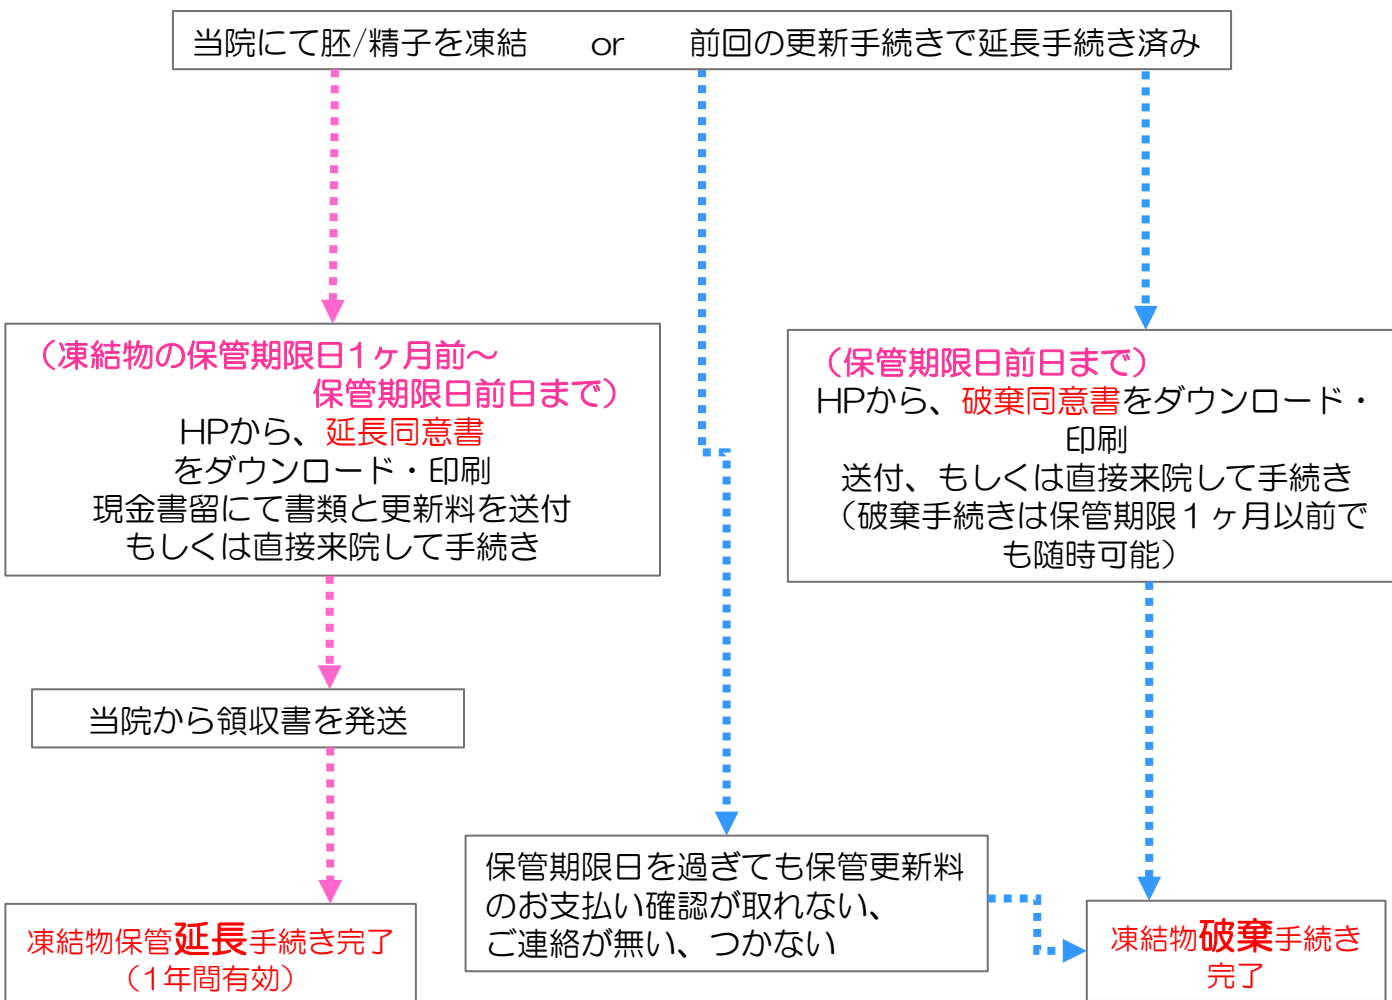 当院にて胚/精子を凍結　or　前回の更新手続きで延長手続き済み
（凍結物の保管期限日1ヶ月前～
保管期限日前日まで）
HPから、延長同意書
をダウンロード・印刷
現金書留にて書類と更新料を送付
もしくは直接来院して手続き
（保管期限日前日まで）
HPから、破棄同意書をダウンロード・
印刷
送付、もしくは直接来院して手続き
（破棄手続きは保管期限１ヶ月以前で
も随時可能）
当院から領収書を発送
保管期限日を過ぎても保管更新料
のお支払い確認が取れない、
ご連絡が無い、つかない
凍結物保管延長手続き完了
（1年間有効）
凍結物破棄手続き
完了